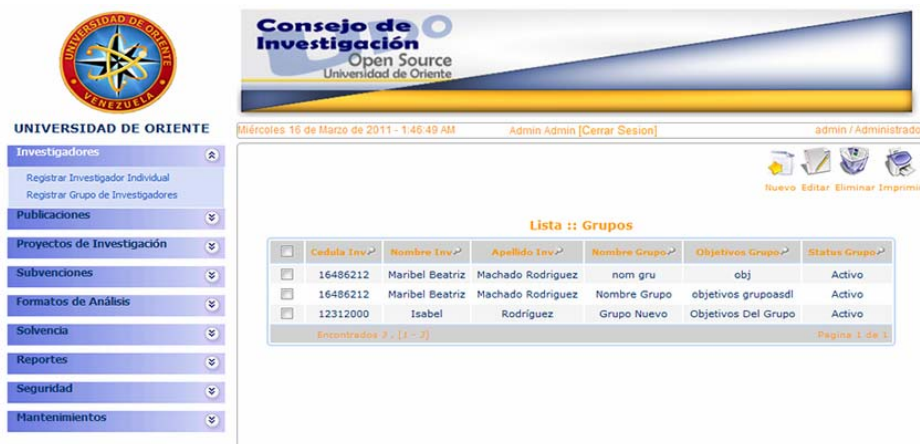 UNIVERSIDAD DE ORIENTE
VENEZUELA
UNIVERSIDAD DE ORIENTE
Consejo de
Investigación
Open Source
Universidad de Oriente
Miércoles 16 de Marzo de 2011 - 1:46:49 AM Admin Admin [Cerrar Sesion] admin / Administrado
Investigadores
Registrar Investigador Individual
Registrar Grupo de Investigadores
Publicaciones
Proyectos de Investigación
Subvenciones
Formatos de Análisis
Solvencia
Reportes
Seguridad
Mantenimientos
Nuevo Editar Eliminar Imprimi
Lista :: Grupos
Cedula Inv Nombre Inv Apellido Inv Nombre Grupo Objetivos Grupo Status Grupo
16486212 Maribel Beatriz Machado Rodriguez nom gru obj Activo
16486212 Maribel Beatriz Machado Rodriguez Nombre Grupo objetivos grupoasdl Activo
12312000 Isabel Rodríguez Grupo Nuevo Objetivos Del Grupo Activo
Encontrados 3 . [1 - 3] Pagina 1 de 1